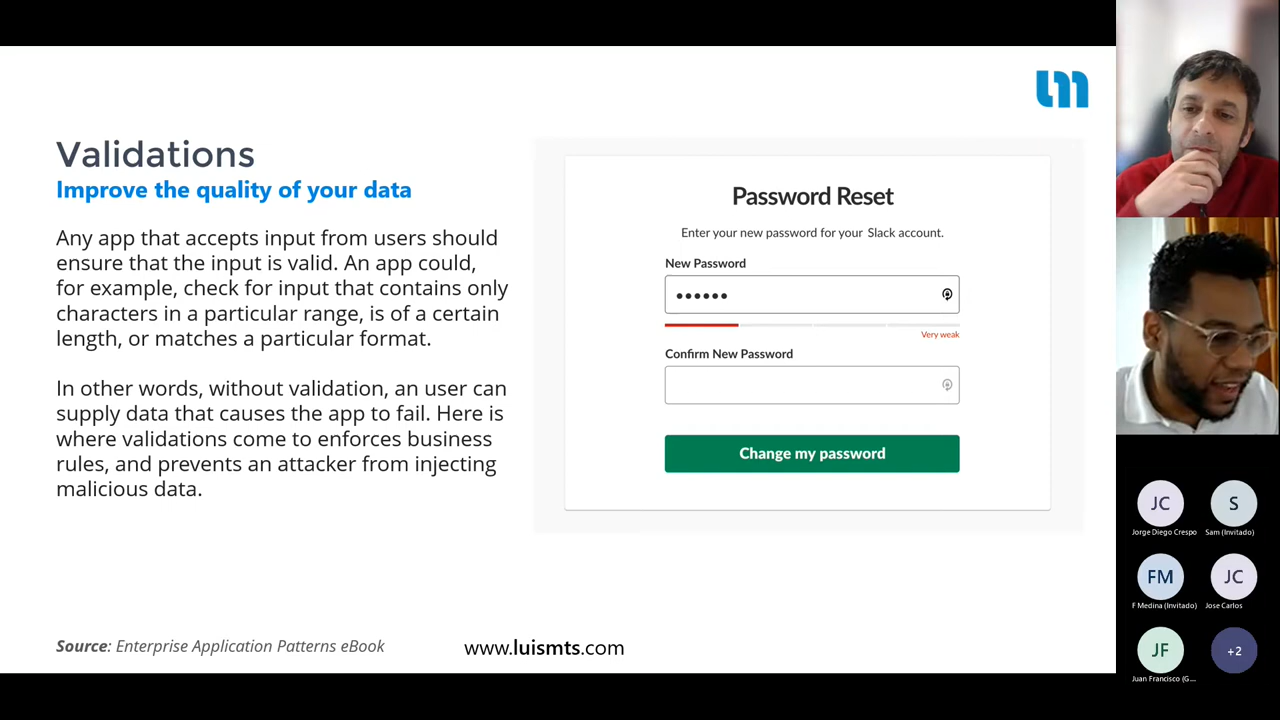 Validations
Improve the quality of your data
Any app that accepts input from users should
ensure that the input is valid. An app could,
for example, check for input that contains only
characters in a particular range, is of a certain
length, or matches a particular format.
In other words, without validation, an user can
supply data that causes the app to fail. Here is
where validations come to enforces business
rules, and prevents an attacker from injecting
malicious data.
Source: Enterprise Application Patterns eBook
www.luismts.com
Password Reset
Enter your new password for your Slack account.
New Password
Very weak
Confirm New Password
Change my password
JC
Jorge Diego Crespo
S
Sam (Invitado)
FM
F Medina (Invitado)
JC
Jose Carlos
JF
Juan Francisco (G...
+2